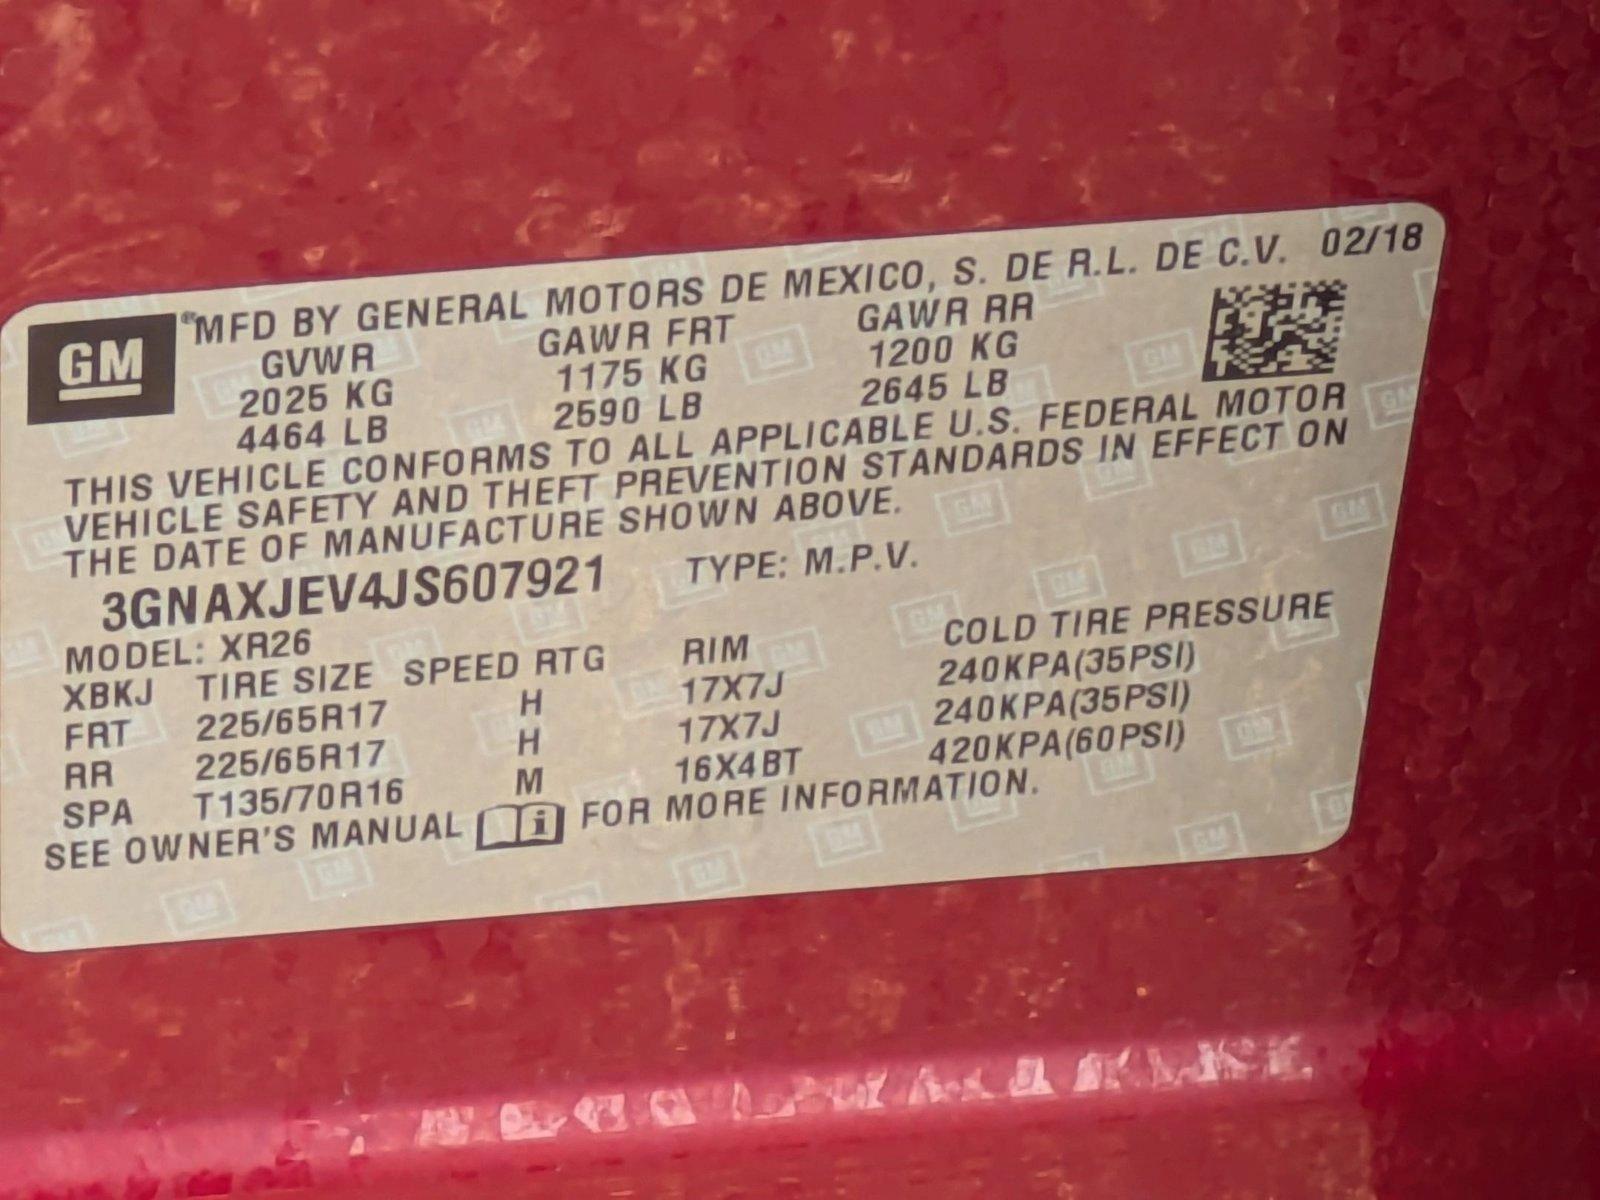 GM
®MFD BY GENERAL MOTORS DE MEXICO, S. DE R.L. DE C.V. 02/18
GVWR GAWR FRT GAWR RR
2025 KG 1175 KG 1200 KG
4464 LB 2590 LB 2645 LB
THIS VEHICLE CONFORMS TO ALL APPLICABLE U.S. FEDERAL MOTOR
VEHICLE SAFETY AND THEFT PREVENTION STANDARDS IN EFFECT ON
THE DATE OF MANUFACTURE SHOWN ABOVE.
3GNAXJEV4JS607921 TYPE: M.P.V.
MODEL: XR26
XBKJ TIRE SIZE SPEED RTG RIM COLD TIRE PRESSURE
FRT 225/65R17 H 17X7J 240KPA(35PSI)
RR 225/65R17 H 17X7J 240KPA(35PSI)
SPA T135/70R16 M 16X4BT 420KPA(60PSI)
SEE OWNER'S MANUAL i FOR MORE INFORMATION.